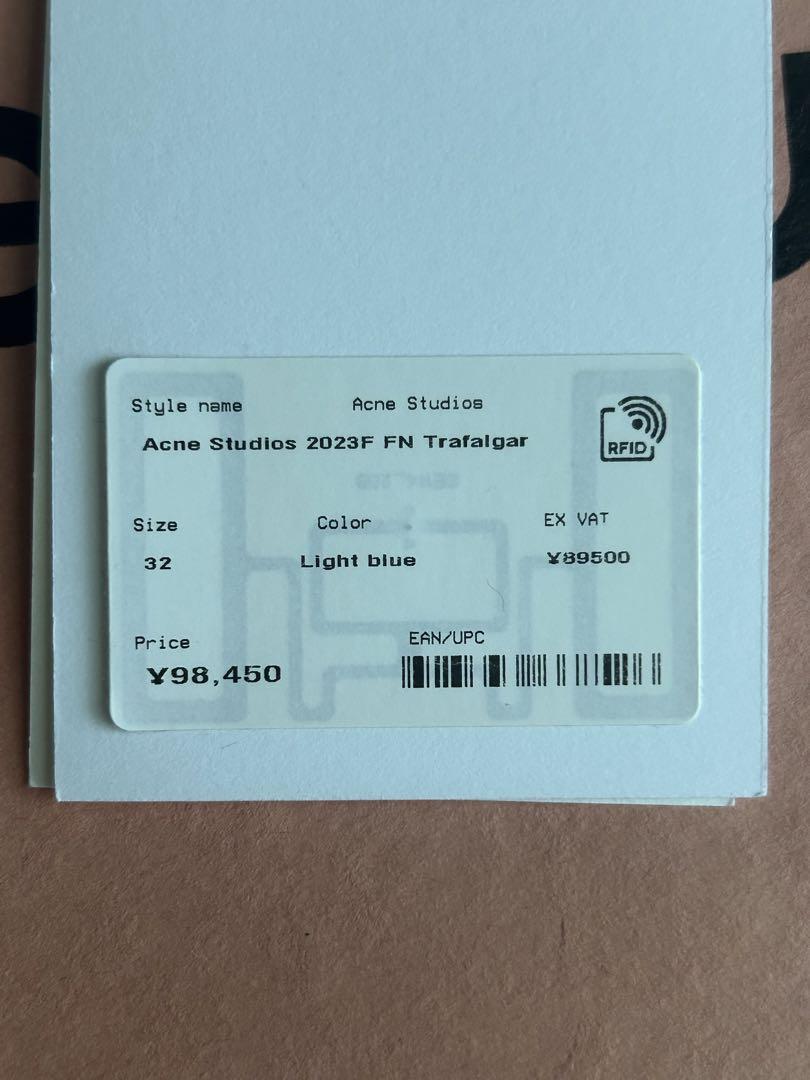 Style name Acne Studios
Acne Studios 2023F FN Trafalgar
RFID
Size Color EX VAT
32 Light blue ¥89500
Price EAN/UPC
¥98,450